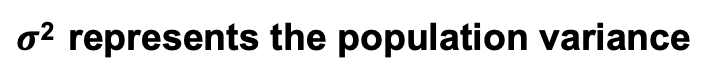 σ² represents the population variance